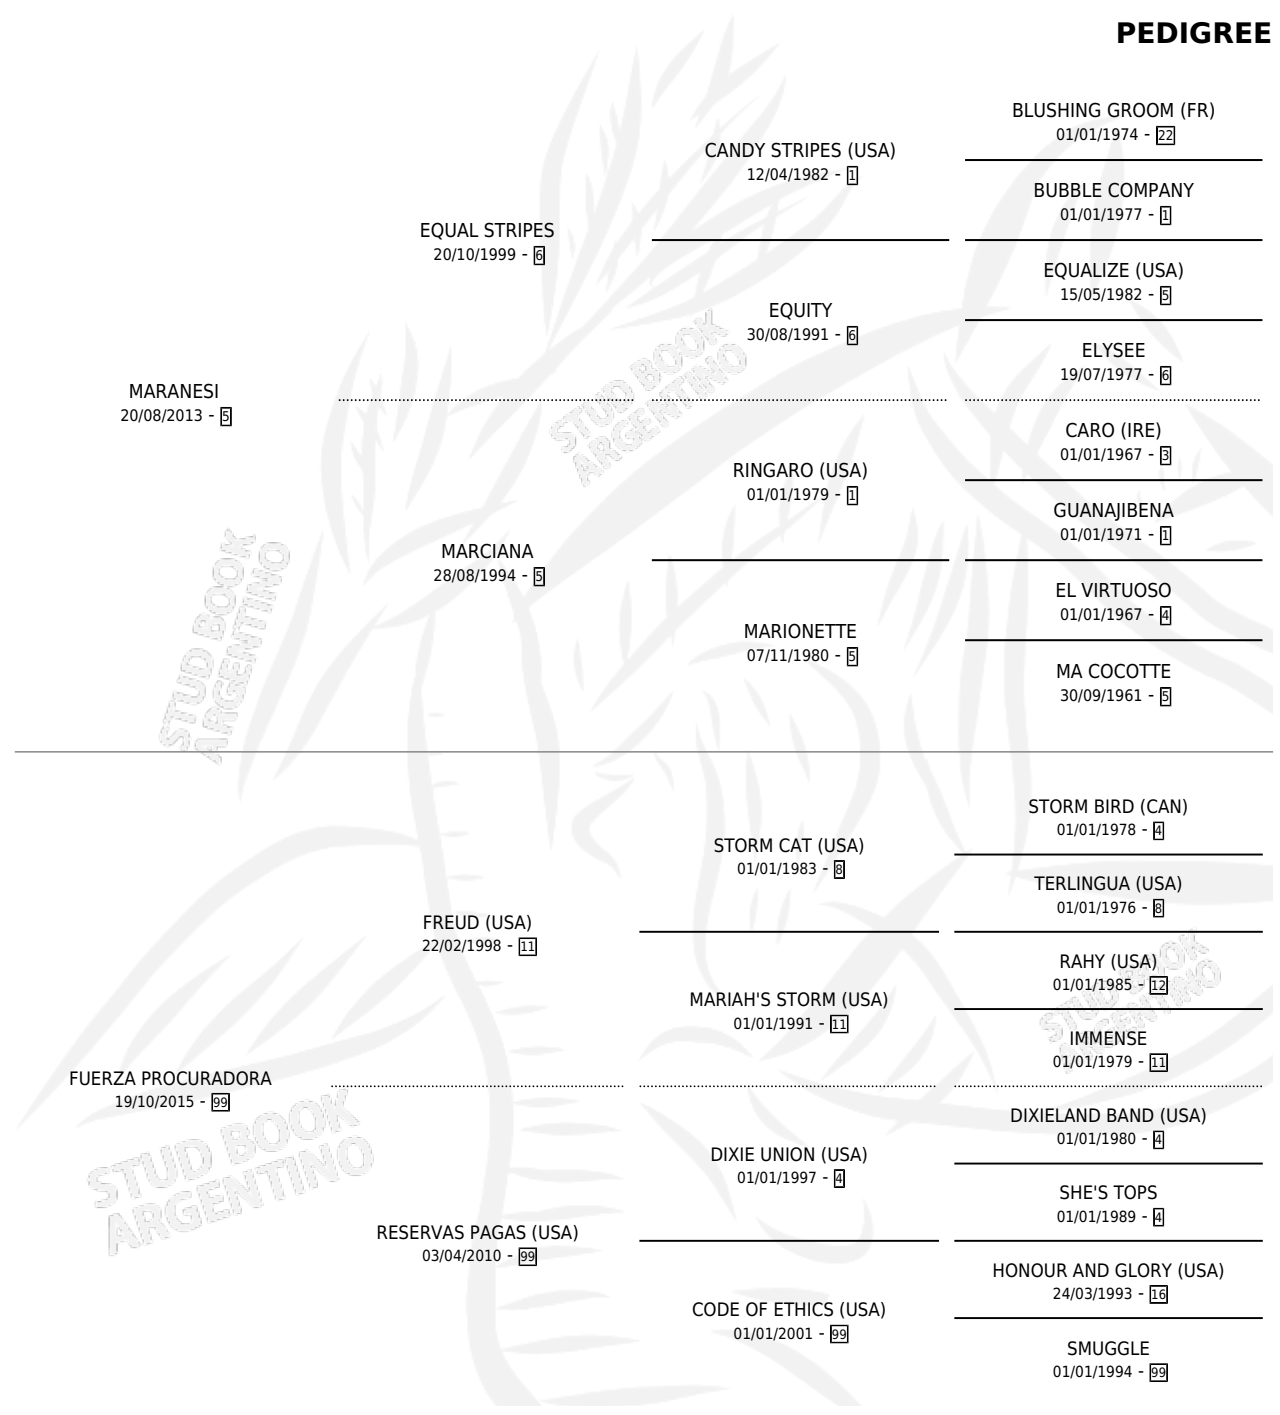 PEDIGREE
BLUSHING GROOM (FR)
01/01/1974 - 22
CANDY STRIPES (USA)
12/04/1982 - 1
BUBBLE COMPANY
01/01/1977 - 1
EQUAL STRIPES
20/10/1999 - 6
EQUALIZE (USA)
15/05/1982 - 5
EQUITY
30/08/1991 - 6
ELYSEE
19/07/1977 - 6
MARANESI
20/08/2013 - 5
CARO (IRE)
01/01/1967 - 3
RINGARO (USA)
01/01/1979 - 1
GUANAJIBENA
01/01/1971 - 1
MARCIANA
28/08/1994 - 5
EL VIRTUOSO
01/01/1967 - 4
MARIONETTE
07/11/1980 - 5
MA COCOTTE
30/09/1961 - 5
STORM BIRD (CAN)
01/01/1978 - 4
STORM CAT (USA)
01/01/1983 - 8
TERLINGUA (USA)
01/01/1976 - 8
FREUD (USA)
22/02/1998 - 11
RAHY (USA)
01/01/1985 - 12
MARIAH'S STORM (USA)
01/01/1991 - 11
IMMENSE
01/01/1979 - 11
FUERZA PROCURADORA
19/10/2015 - 99
DIXIELAND BAND (USA)
01/01/1980 - 4
DIXIE UNION (USA)
01/01/1997 - 4
SHE'S TOPS
01/01/1989 - 4
RESERVAS PAGAS (USA)
03/04/2010 - 99
HONOUR AND GLORY (USA)
24/03/1993 - 16
CODE OF ETHICS (USA)
01/01/2001 - 99
SMUGGLE
01/01/1994 - 99
STUD BOOK
ARGENTINO
STUD BOOK
ARGENTINO
STUD BOOK
ARGENTINO
STUD BOOK
ARGENTINO